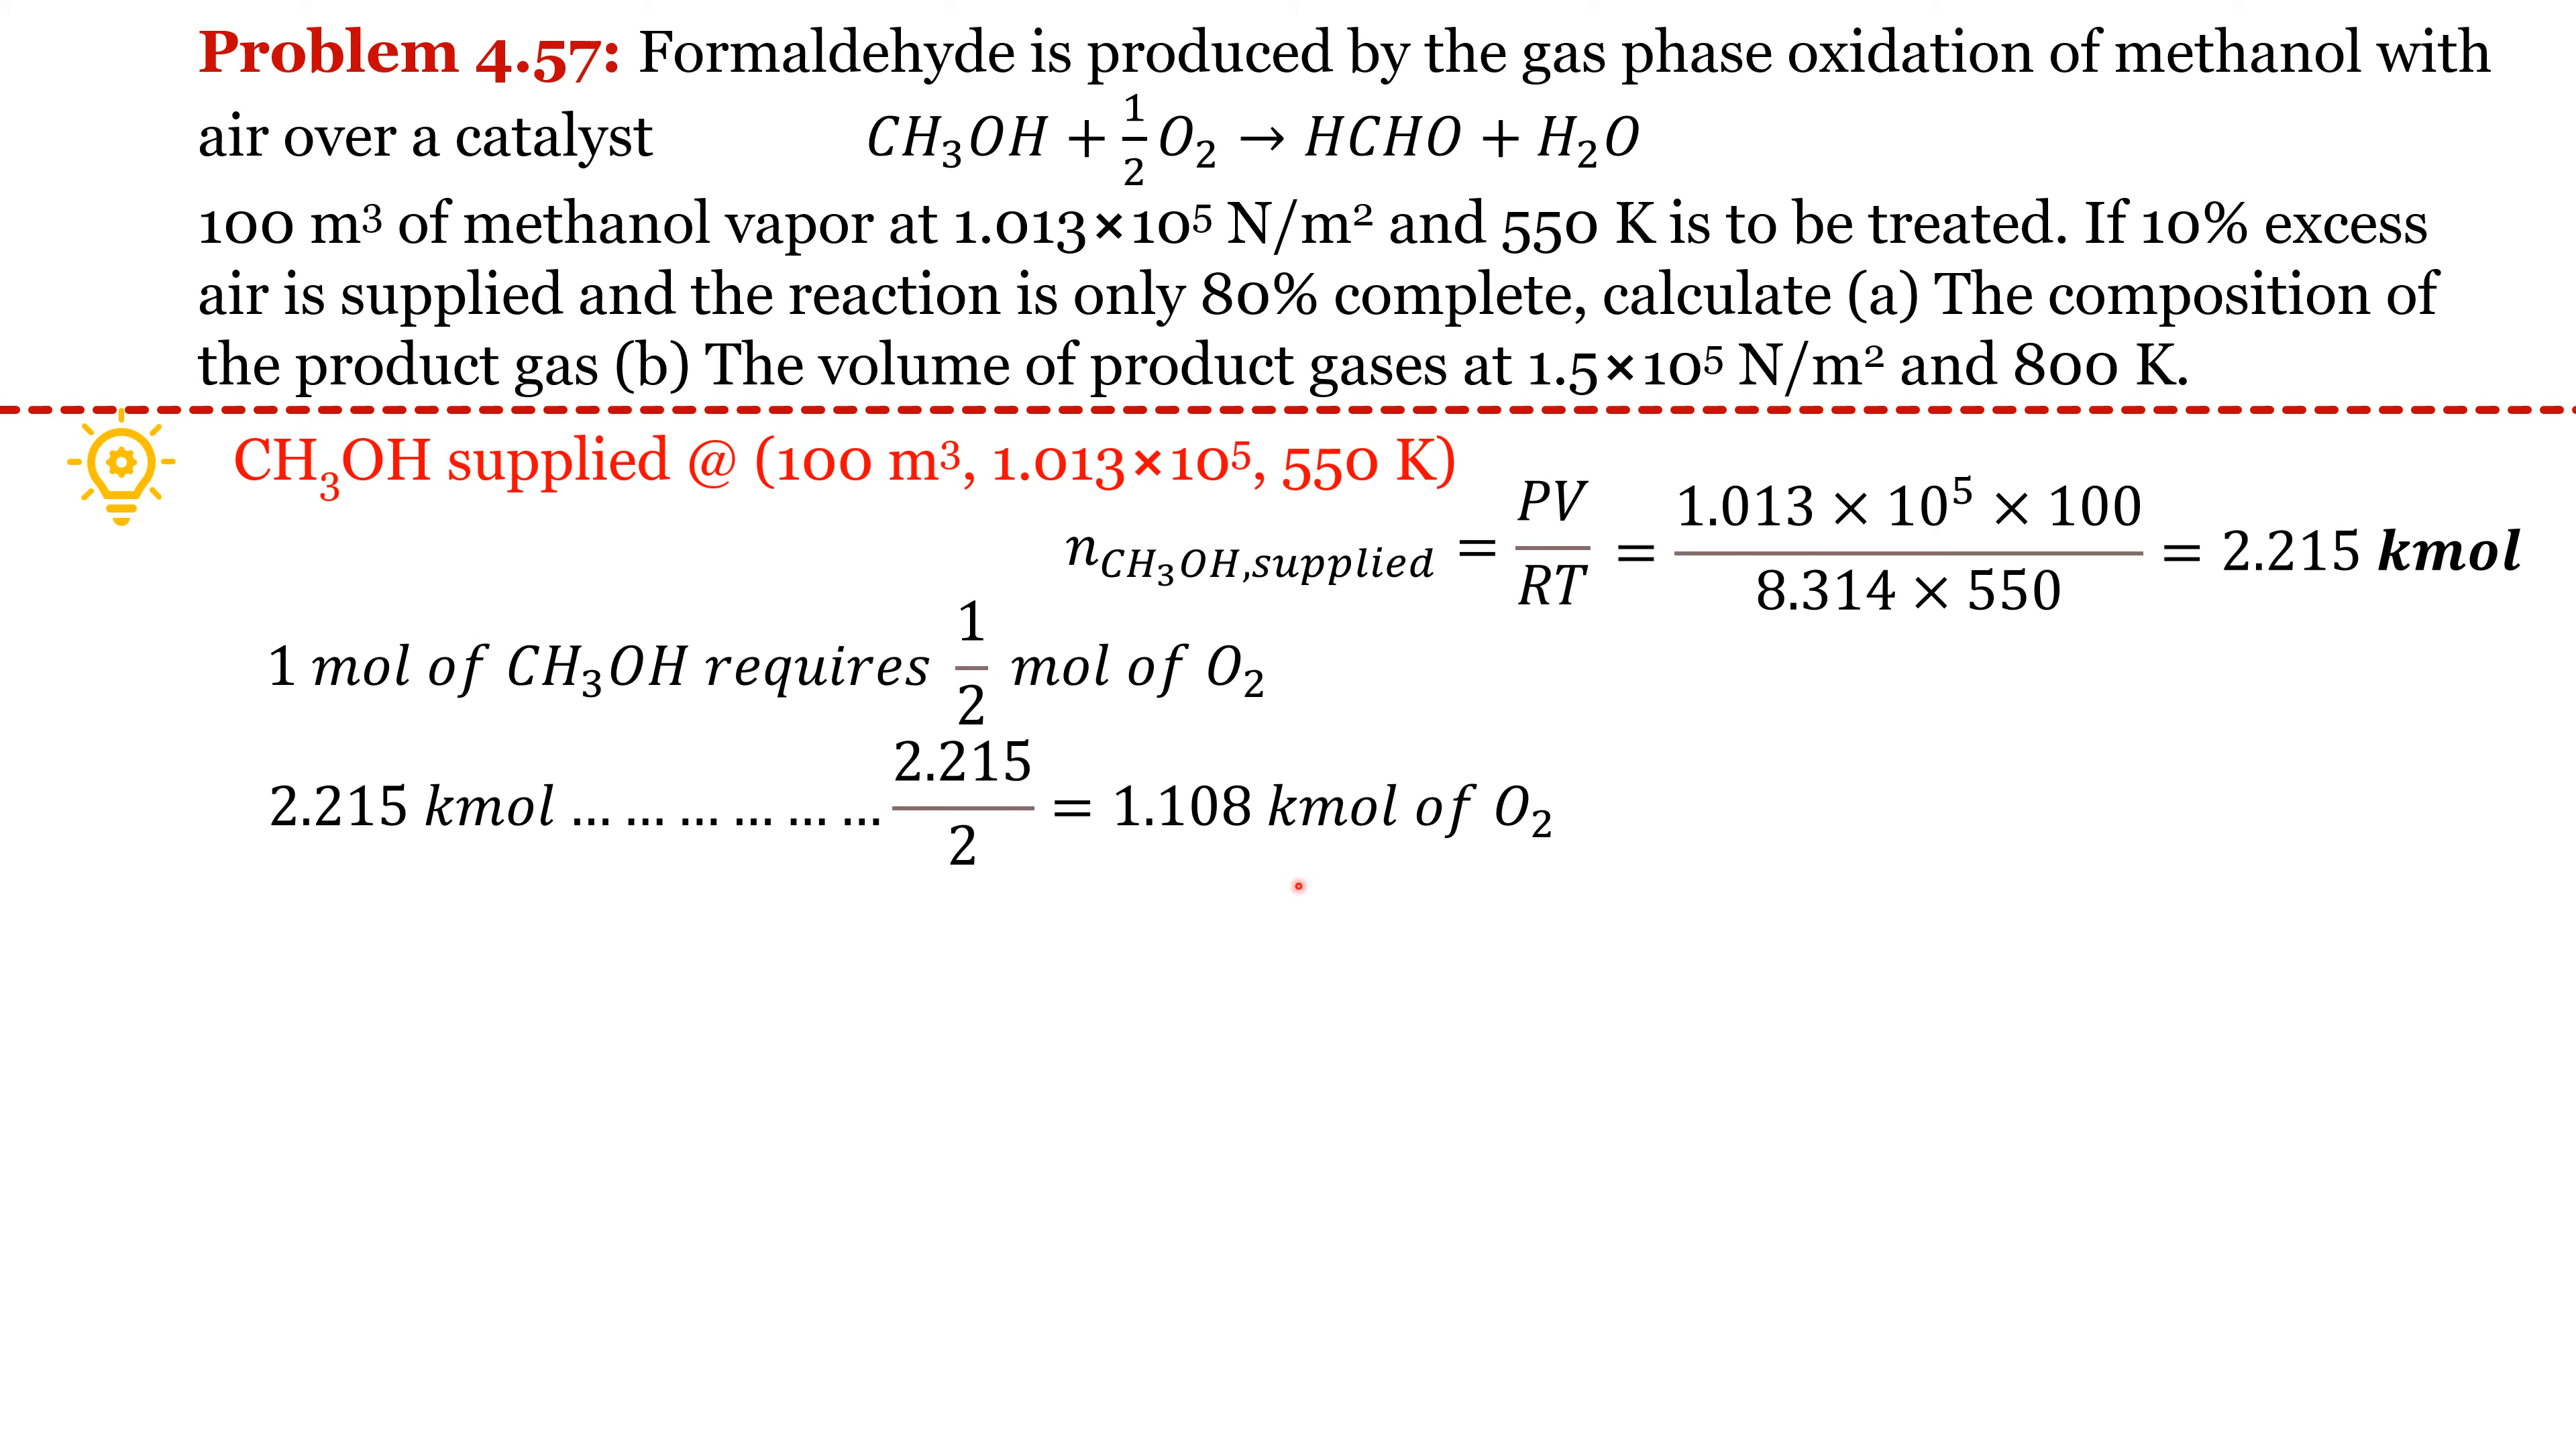 Problem 4.57: Formaldehyde is produced by the gas phase oxidation of methanol with
air over a catalyst CH₃OH + 1/2 O₂ → HCHO + H₂O
100 m³ of methanol vapor at 1.013×10⁵ N/m² and 550 K is to be treated. If 10% excess
air is supplied and the reaction is only 80% complete, calculate (a) The composition of
the product gas (b) The volume of product gases at 1.5×10⁵ N/m² and 800 K.
CH₃OH supplied @ (100 m³, 1.013×10⁵, 550 K)
n_{CH₃OH,supplied} = PV/RT = (1.013 × 10⁵ × 100)/(8.314 × 550) = 2.215 kmol
1 mol of CH₃OH requires 1/2 mol of O₂
2.215 kmol … … … … … … 2.215/2 = 1.108 kmol of O₂